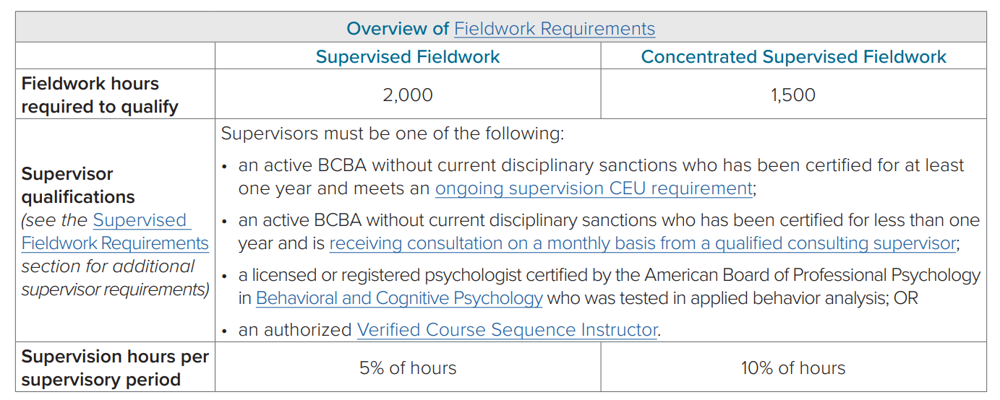 Overview of Fieldwork Requirements
Supervised Fieldwork
Concentrated Supervised Fieldwork
Fieldwork hours
required to qualify
2,000
1,500
Supervisor
qualifications
(see the Supervised
Fieldwork Requirements
section for additional
supervisor requirements)
Supervisors must be one of the following:
• an active BCBA without current disciplinary sanctions who has been certified for at least
one year and meets an ongoing supervision CEU requirement;
• an active BCBA without current disciplinary sanctions who has been certified for less than one
year and is receiving consultation on a monthly basis from a qualified consulting supervisor;
• a licensed or registered psychologist certified by the American Board of Professional Psychology
in Behavioral and Cognitive Psychology who was tested in applied behavior analysis; OR
• an authorized Verified Course Sequence Instructor.
Supervision hours per
supervisory period
5% of hours
10% of hours